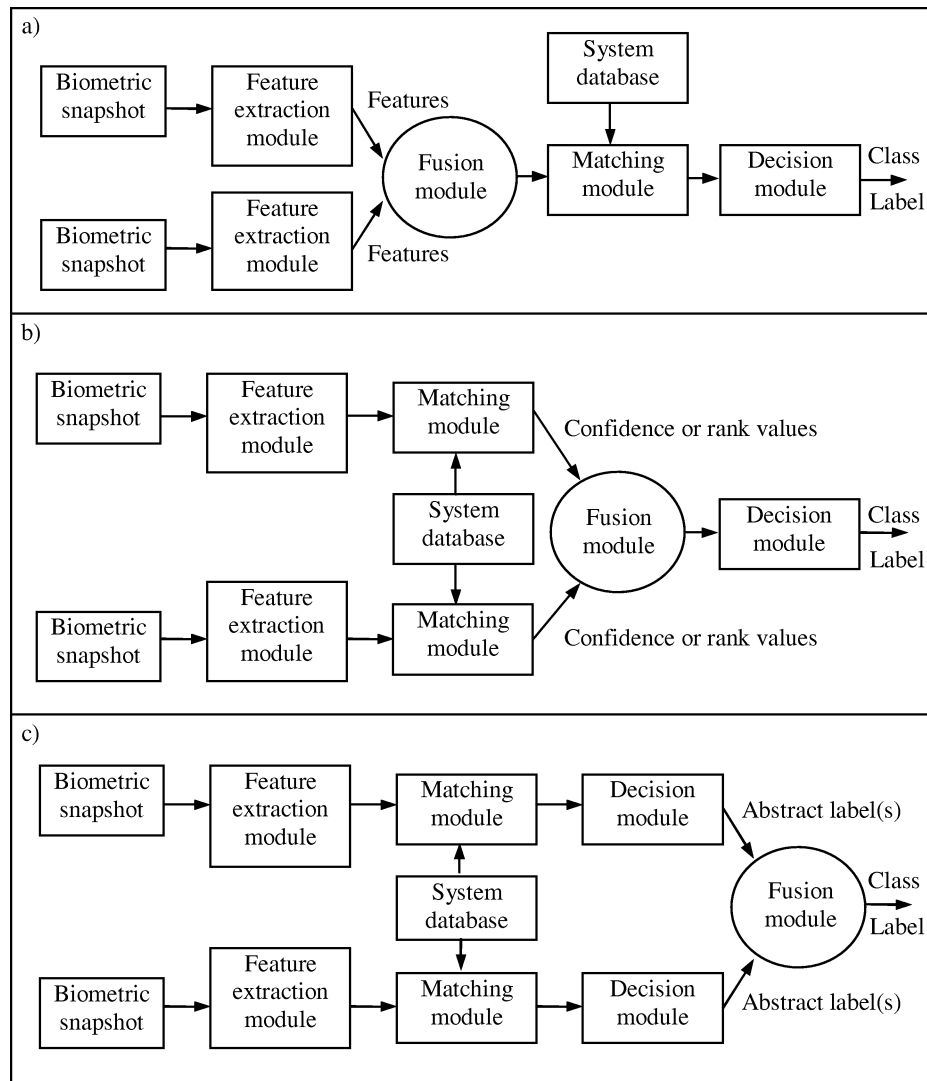 a)
Biometric
snapshot
Feature
extraction
module
Features
System
database
Fusion
module
Matching
module
Decision
module
Class
Label
Biometric
snapshot
Feature
extraction
module
Features
b)
Biometric
snapshot
Feature
extraction
module
Matching
module
Confidence or rank values
System
database
Fusion
module
Decision
module
Class
Label
Biometric
snapshot
Feature
extraction
module
Matching
module
Confidence or rank values
c)
Biometric
snapshot
Feature
extraction
module
Matching
module
Decision
module
Abstract label(s)
System
database
Fusion
module
Class
Label
Biometric
snapshot
Feature
extraction
module
Matching
module
Decision
module
Abstract label(s)